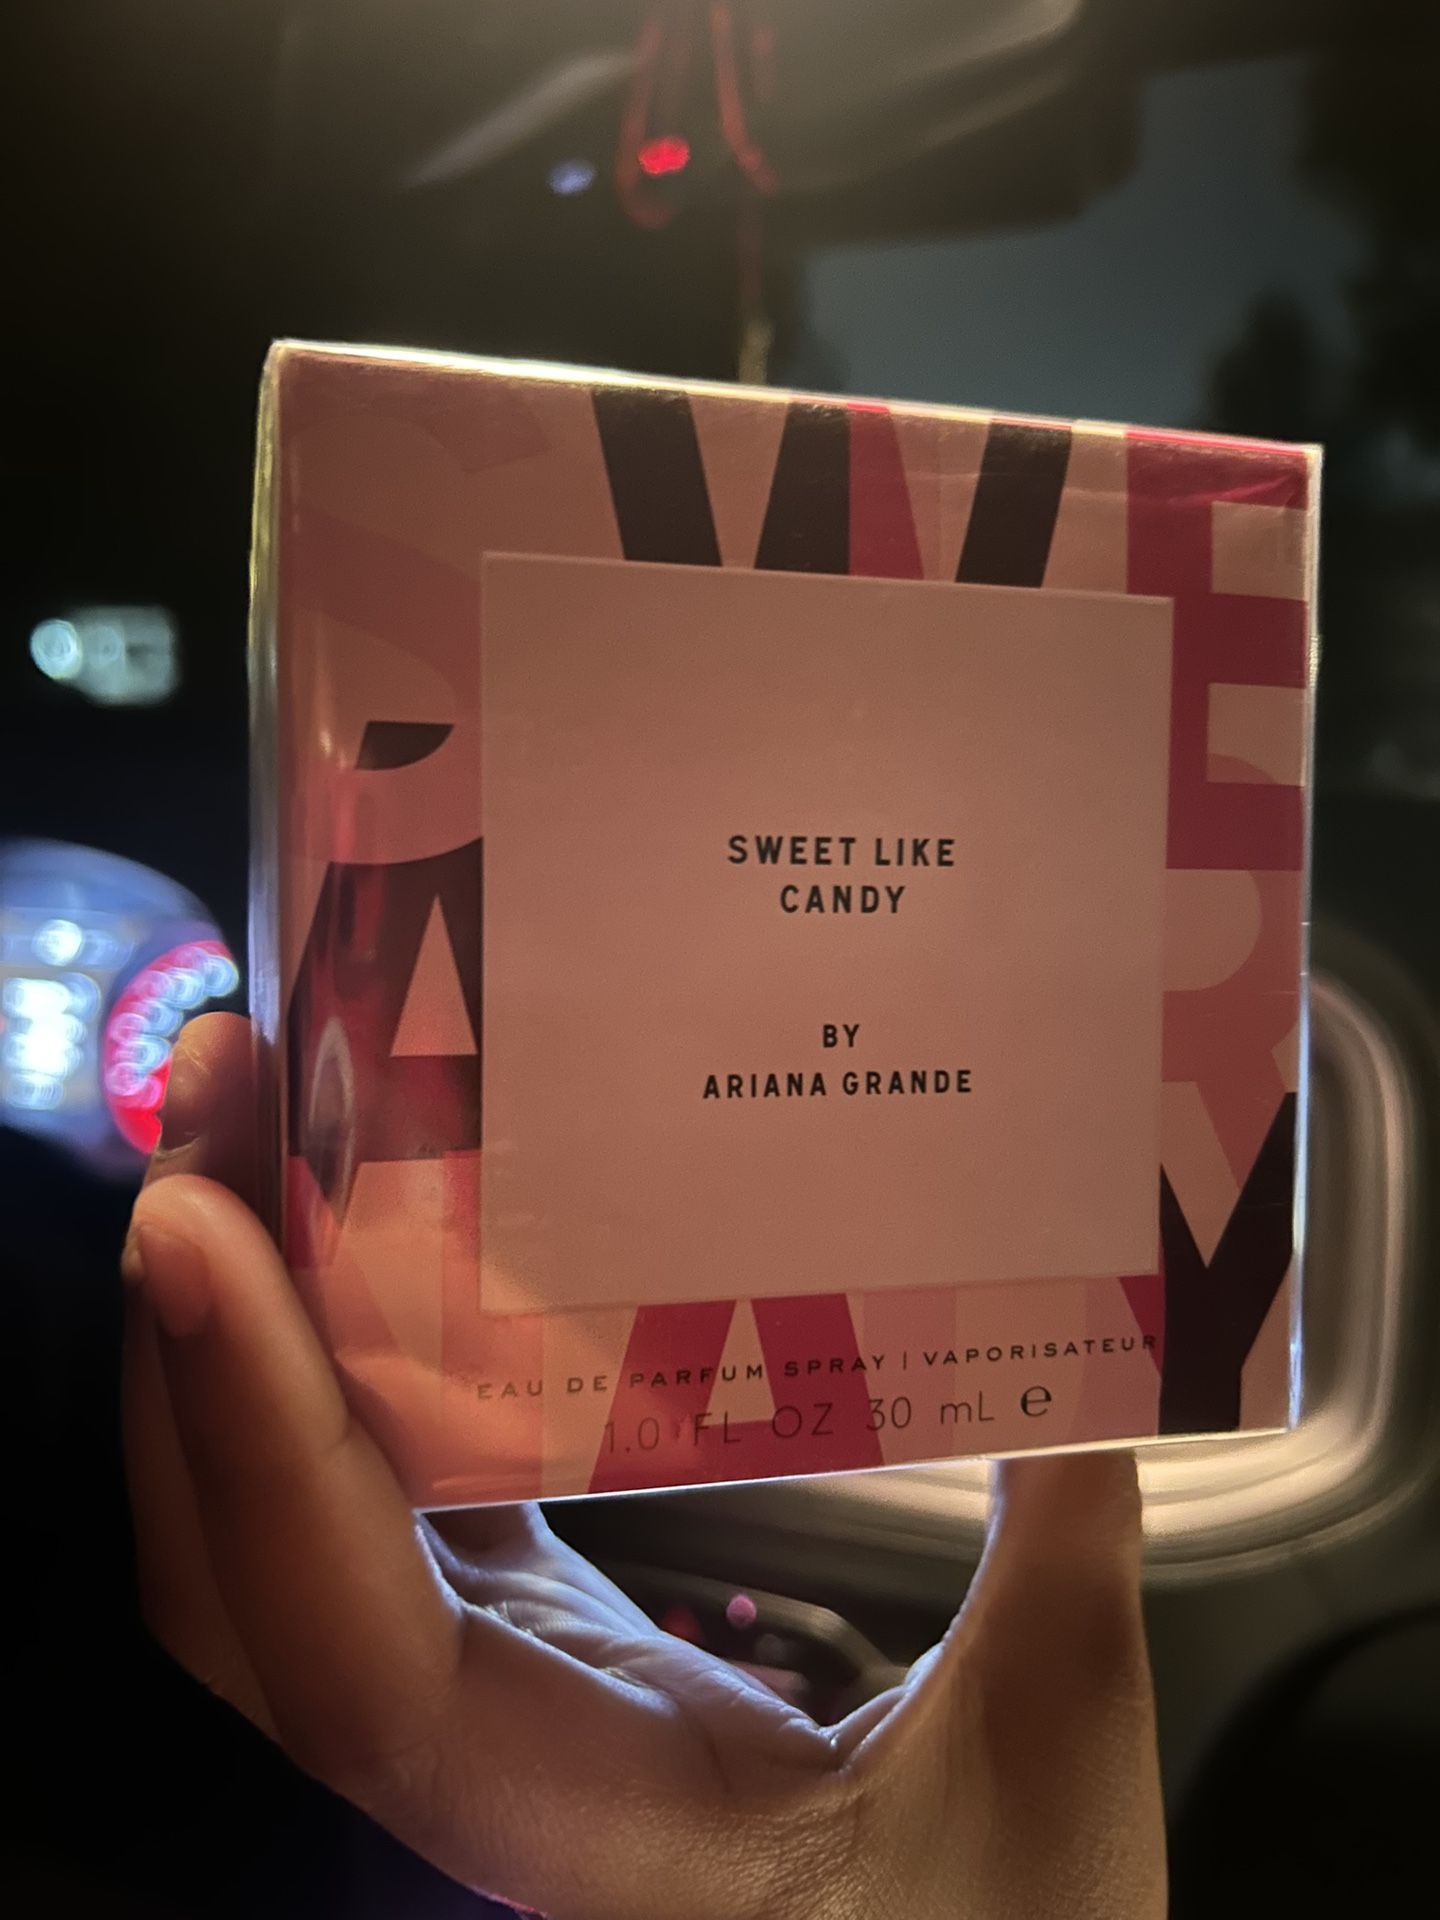 SWEET LIKE
CANDY
BY
ARIANA GRANDE
EAU DE PARFUM SPRAY | VAPORISATEUR
1.0 FL OZ 30 mL ℮